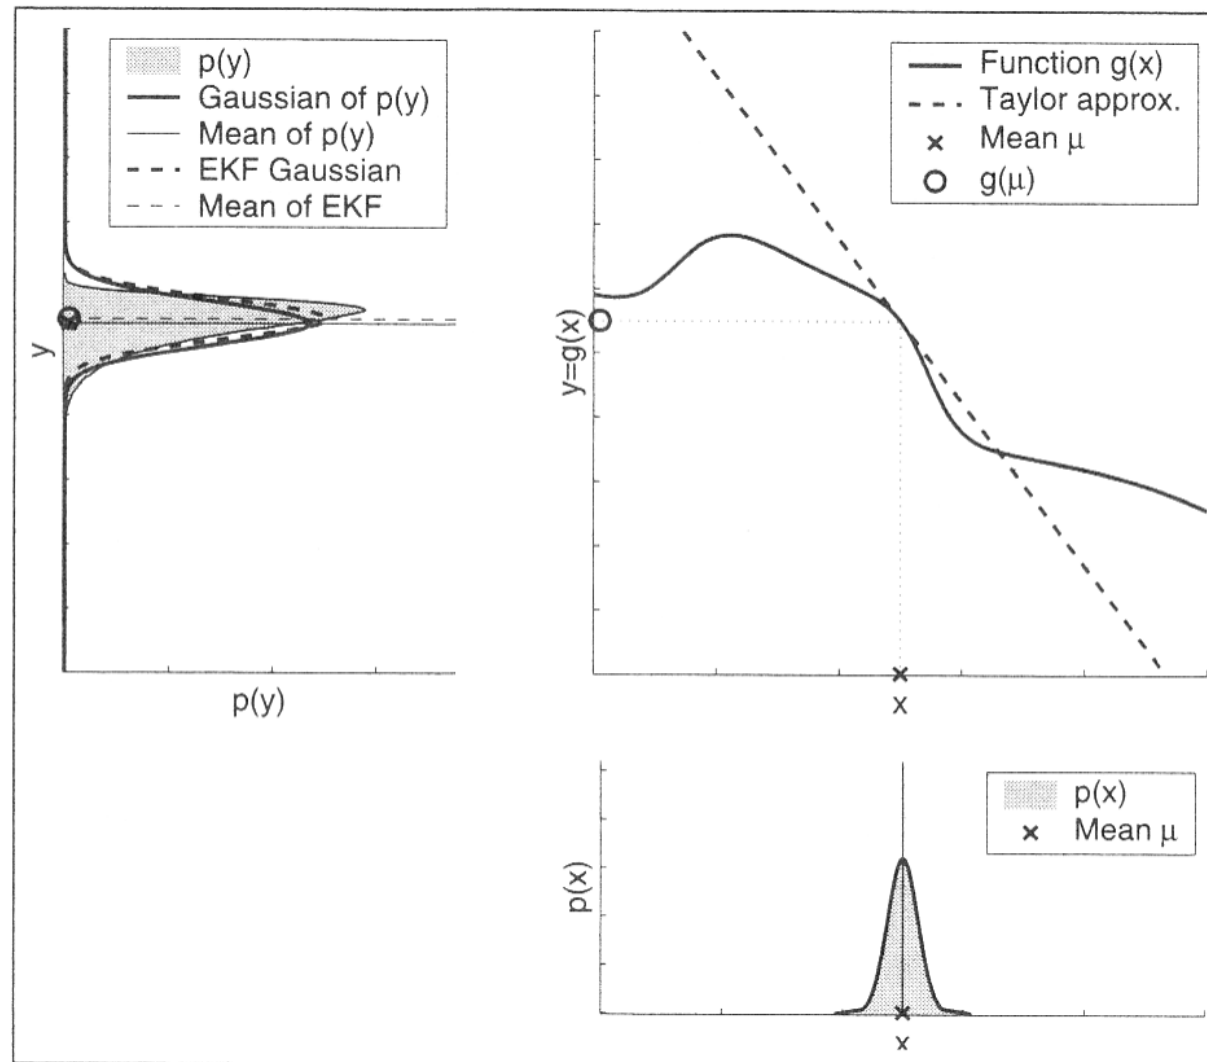 p(y)
Gaussian of p(y)
Mean of p(y)
EKF Gaussian
Mean of EKF
y
p(y)
Function g(x)
Taylor approx.
× Mean μ
g(μ)
y=g(x)
x
p(x)
× Mean μ
p(x)
x